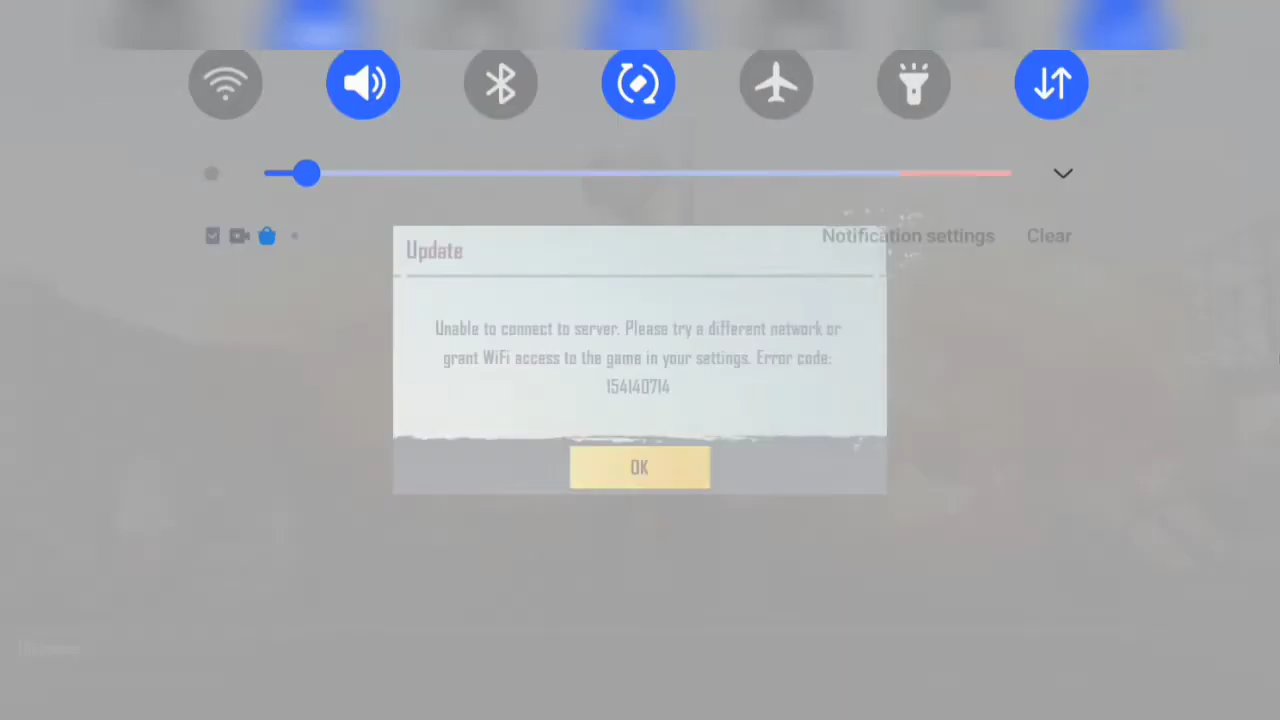 Notification settings
Clear
Update
Unable to connect to server. Please try a different network or
grant WiFi access to the game in your settings. Error code:
154140714
OK